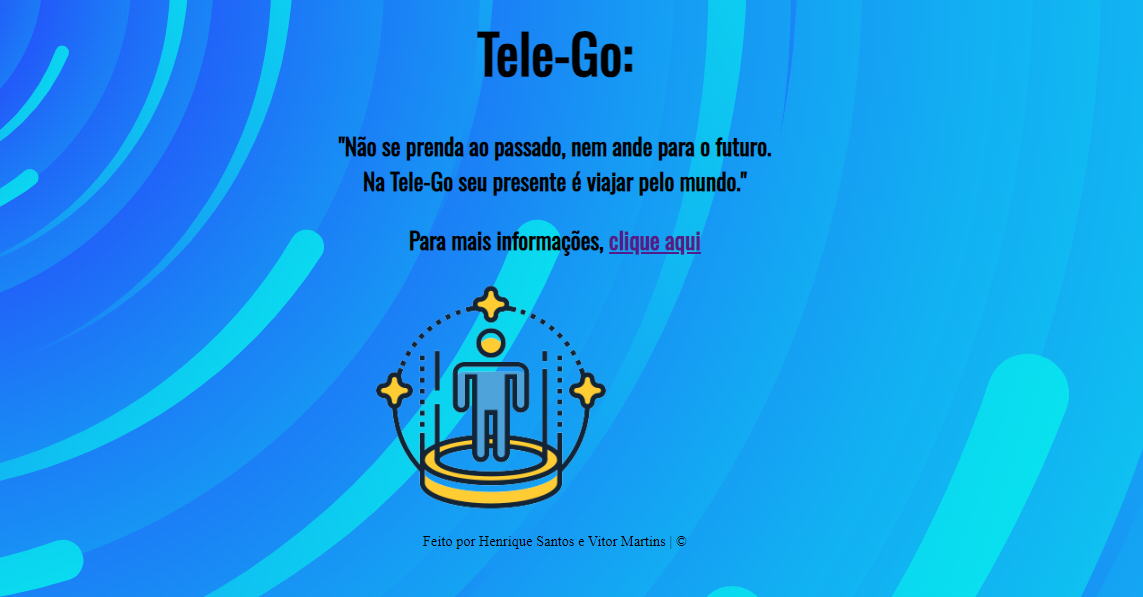 Tele-Go:
"Não se prenda ao passado, nem ande para o futuro.
Na Tele-Go seu presente é viajar pelo mundo."
Para mais informações, clique aqui
Feito por Henrique Santos e Vitor Martins | ©